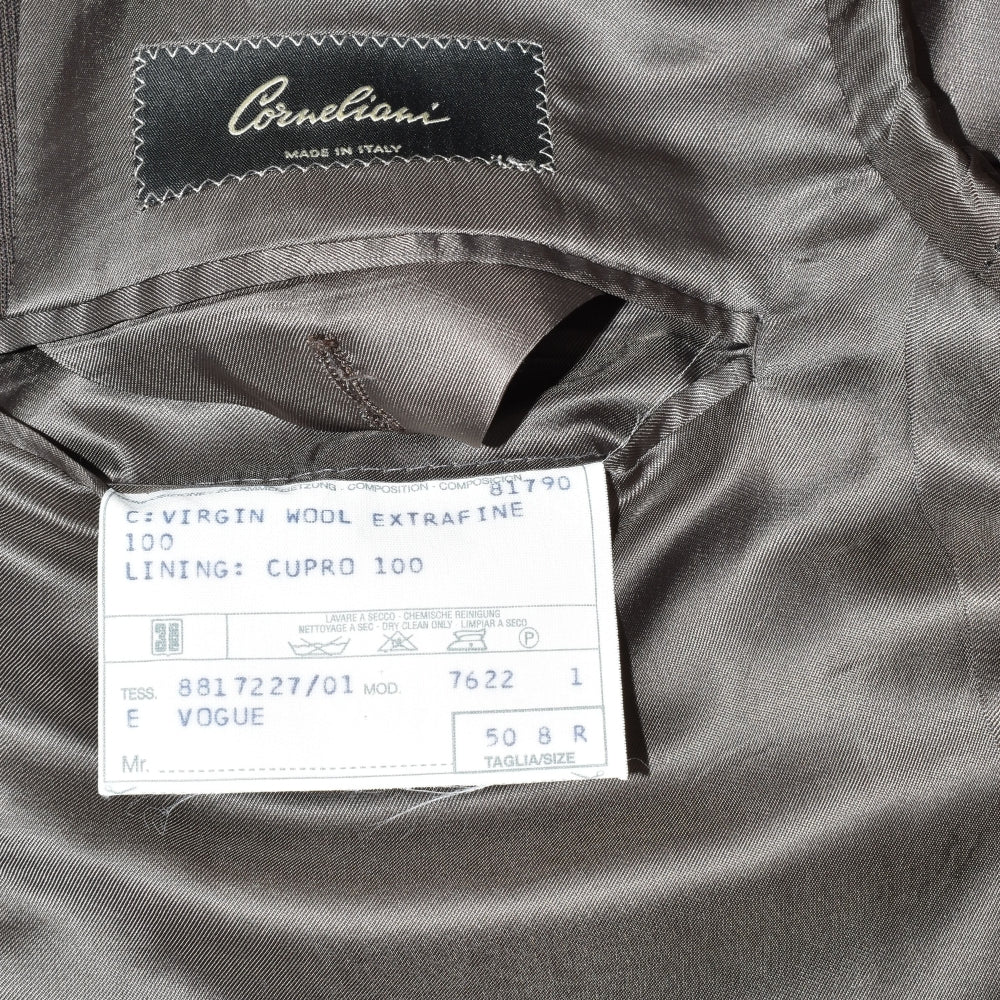 Corneliani
MADE IN ITALY
ZUSAMMENSETZUNG - COMPOSITION - COMPOSICION
81790
C:VIRGIN WOOL EXTRAFINE
100
LINING: CUPRO 100
LAVARE A SECCO - CHEMISCHE REINIGUNG
NETTOYAGE A SEC - DRY CLEAN ONLY LIMPIAR A SECO
P
TESS. 8817227/01 MOD. 7622 1
E VOGUE
50 8 R
Mr. TAGLIA/SIZE